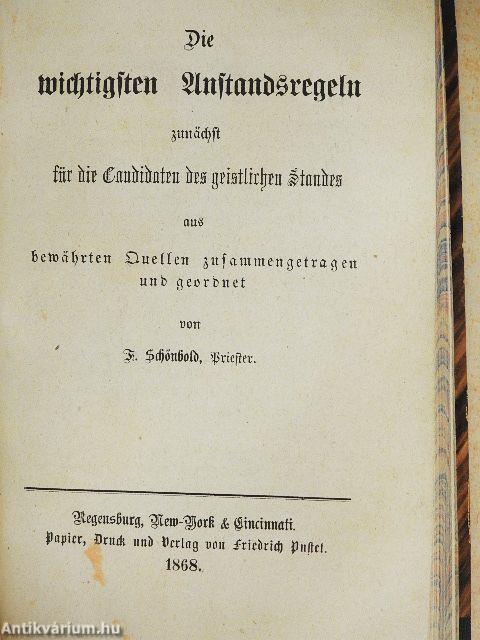 Die
wichtigsten Anstandsregeln
zunächst
für die Candidaten des geistlichen Standes
aus
bewährten Quellen zusammengetragen
und geordnet
von
F. Schönbold, Priester.
Regensburg, New-York & Cincinnati.
Papier, Druck und Verlag von Friedrich Pustet.
1868.
Antikvárium.hu